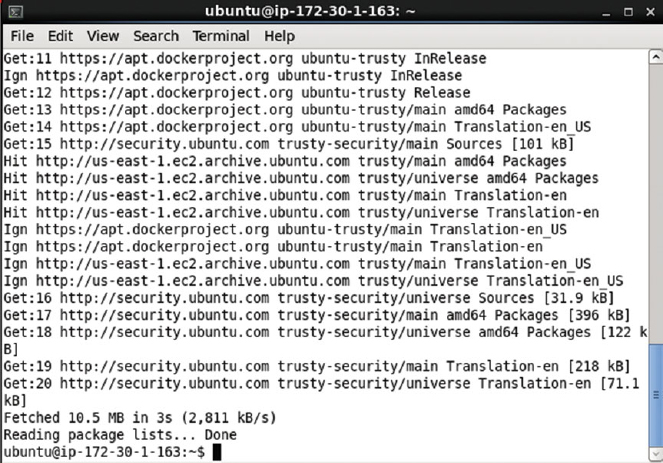 ubuntu@ip-172-30-1-163: ~
File Edit View Search Terminal Help
Get:11 https://apt.dockerproject.org ubuntu-trusty InRelease
Ign https://apt.dockerproject.org ubuntu-trusty InRelease
Get:12 https://apt.dockerproject.org ubuntu-trusty Release
Get:13 https://apt.dockerproject.org ubuntu-trusty/main amd64 Packages
Get:14 https://apt.dockerproject.org ubuntu-trusty/main Translation-en_US
Get:15 http://security.ubuntu.com trusty-security/main Sources [101 kB]
Hit http://us-east-1.ec2.archive.ubuntu.com trusty/main amd64 Packages
Hit http://us-east-1.ec2.archive.ubuntu.com trusty/universe amd64 Packages
Hit http://us-east-1.ec2.archive.ubuntu.com trusty/main Translation-en
Hit http://us-east-1.ec2.archive.ubuntu.com trusty/universe Translation-en
Ign https://apt.dockerproject.org ubuntu-trusty/main Translation-en_US
Ign https://apt.dockerproject.org ubuntu-trusty/main Translation-en
Ign http://us-east-1.ec2.archive.ubuntu.com trusty/main Translation-en_US
Ign http://us-east-1.ec2.archive.ubuntu.com trusty/universe Translation-en_US
Get:16 http://security.ubuntu.com trusty-security/universe Sources [31.9 kB]
Get:17 http://security.ubuntu.com trusty-security/main amd64 Packages [396 kB]
Get:18 http://security.ubuntu.com trusty-security/universe amd64 Packages [122 k
B]
Get:19 http://security.ubuntu.com trusty-security/main Translation-en [218 kB]
Get:20 http://security.ubuntu.com trusty-security/universe Translation-en [71.1
kB]
Fetched 10.5 MB in 3s (2,811 kB/s)
Reading package lists... Done
ubuntu@ip-172-30-1-163:~$